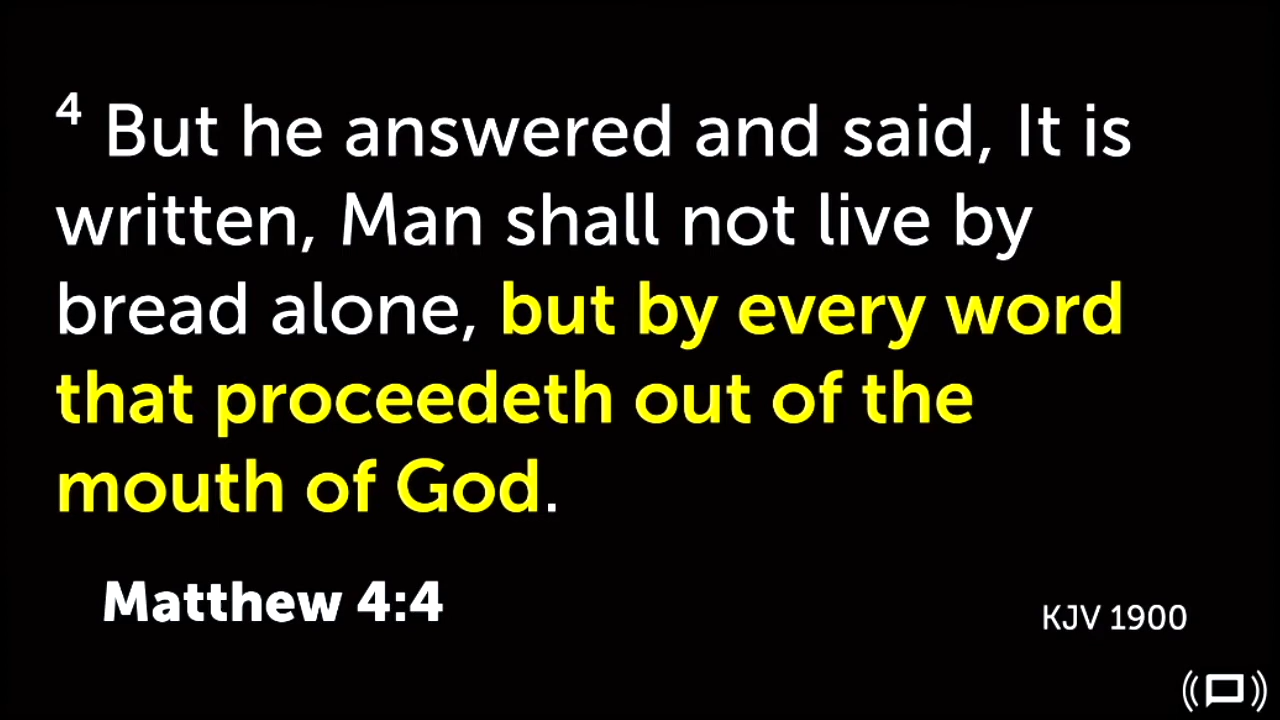 4 But he answered and said, It is
written, Man shall not live by
bread alone, but by every word
that proceedeth out of the
mouth of God.
Matthew 4:4
KJV 1900